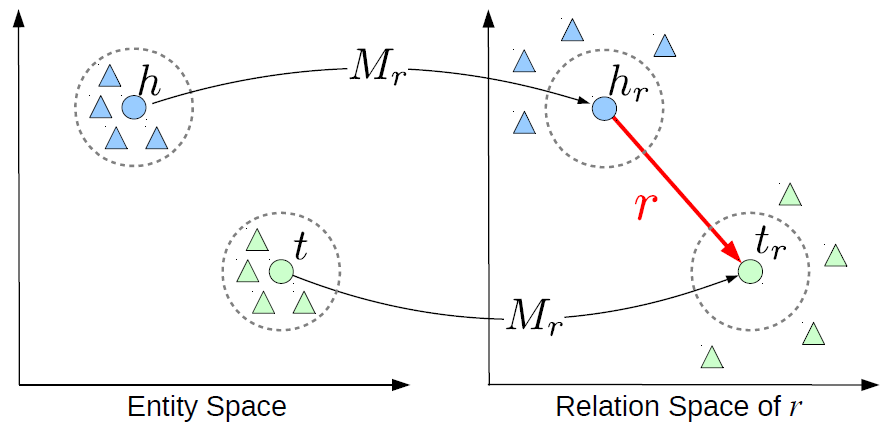 h
M_r
h_r
r
t
t_r
M_r
Entity Space
Relation Space of r